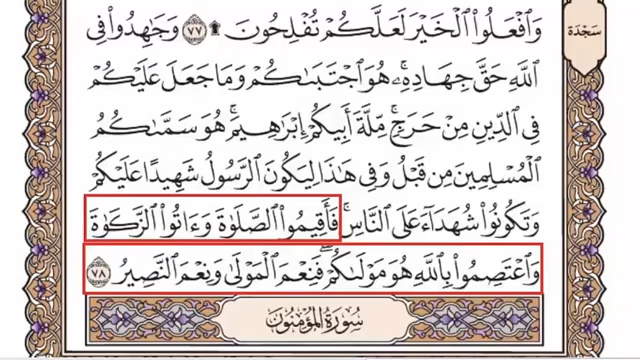 سَجْدَة
وَٱفْعَلُوا۟ ٱلْخَيْرَ لَعَلَّكُمْ تُفْلِحُونَ ۩ ٧٧ وَجَٰهِدُوا۟ فِى
ٱللَّهِ حَقَّ جِهَادِهِۦ ۚ هُوَ ٱجْتَبَىٰكُمْ وَمَا جَعَلَ عَلَيْكُمْ
فِى ٱلدِّينِ مِنْ حَرَجٍ ۚ مِّلَّةَ أَبِيكُمْ إِبْرَٰهِيمَ ۚ هُوَ سَمَّىٰكُمُ
ٱلْمُسْلِمِينَ مِن قَبْلُ وَفِى هَٰذَا لِيَكُونَ ٱلرَّسُولُ شَهِيدًا عَلَيْكُمْ
وَتَكُونُوا۟ شُهَدَآءَ عَلَى ٱلنَّاسِ ۚ فَأَقِيمُوا۟ ٱلصَّلَوٰةَ وَءَاتُوا۟ ٱلزَّكَوٰةَ
وَٱعْتَصِمُوا۟ بِٱللَّهِ هُوَ مَوْلَىٰكُمْ ۖ فَنِعْمَ ٱلْمَوْلَىٰ وَنِعْمَ ٱلنَّصِيرُ ٧٨
سُورَةُ المُؤْمِنُونَ